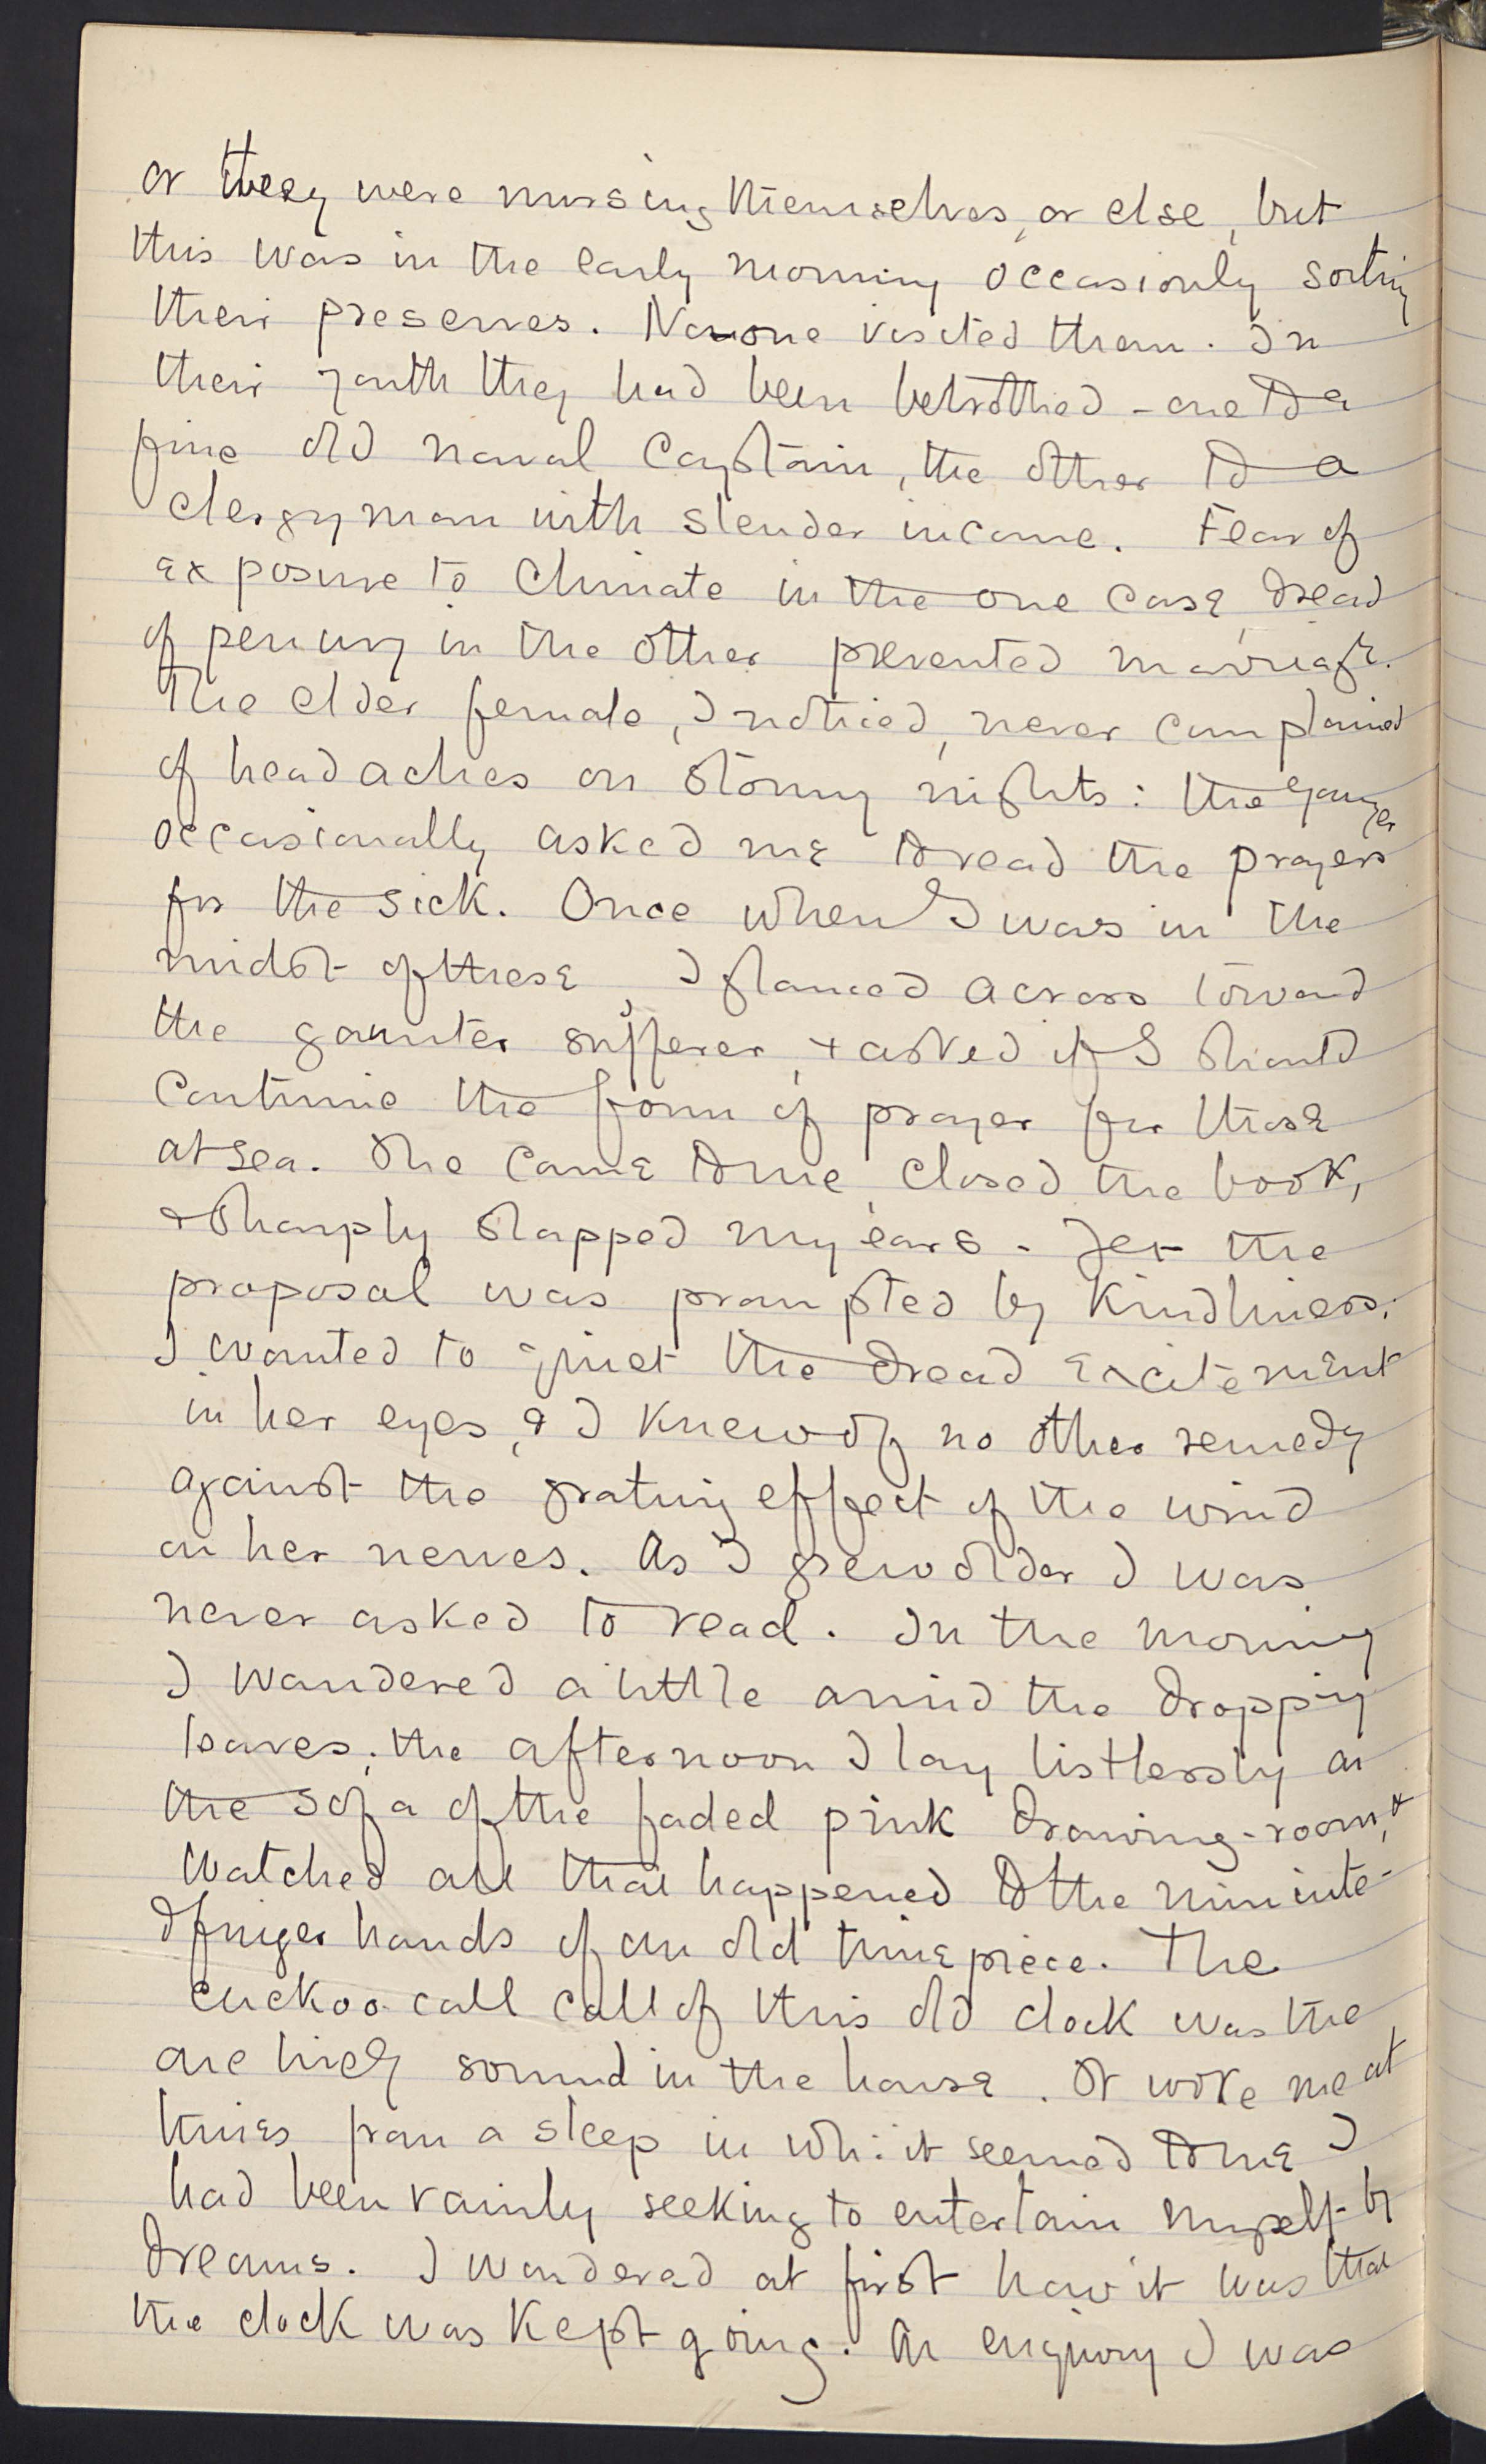 or they were nursing themselves, or else, but
this was in the early morning occasionly sorting
their preserves. No one visited them. In
their youth they had been betrothed - one to a
fine old naval Captain, the other to a
clergyman with slender income. Fear of
exposure to Climate in the one case, dread
of penury in the other prevented marriage.
The elder female, I noticed, never complained
of headaches on stormy nights: the younger
occasionally asked me to read the prayers
for the sick. Once when I was in the
midst of these, I glanced across toward
the gaunter sufferer, + asked if I should
Continue the form of prayer for those
at sea. She came to me, closed the book,
& sharply slapped my ears. Yet the
proposal was prompted by kindliness.
I wanted to quiet the dread excitement
in her eyes, & I knew of no other remedy
against the grating effect of the wind
on her nerves. As I grew older I was
never asked to read. In the morning
I wandered a little amid the dropping
leaves; the afternoon I lay listlessly on
the sofa of the faded pink drawing-room, &
watched all that happened to the minute-
finger hands of an old timepiece. The
cuckoo-call call of this old clock was the
one lively sound in the house. It woke me at
times from a sleep in wh: it seemed to me I
had been vainly seeking to entertain myself by
dreams. I wondered at first how it was that
the clock was kept going. On enquiry I was